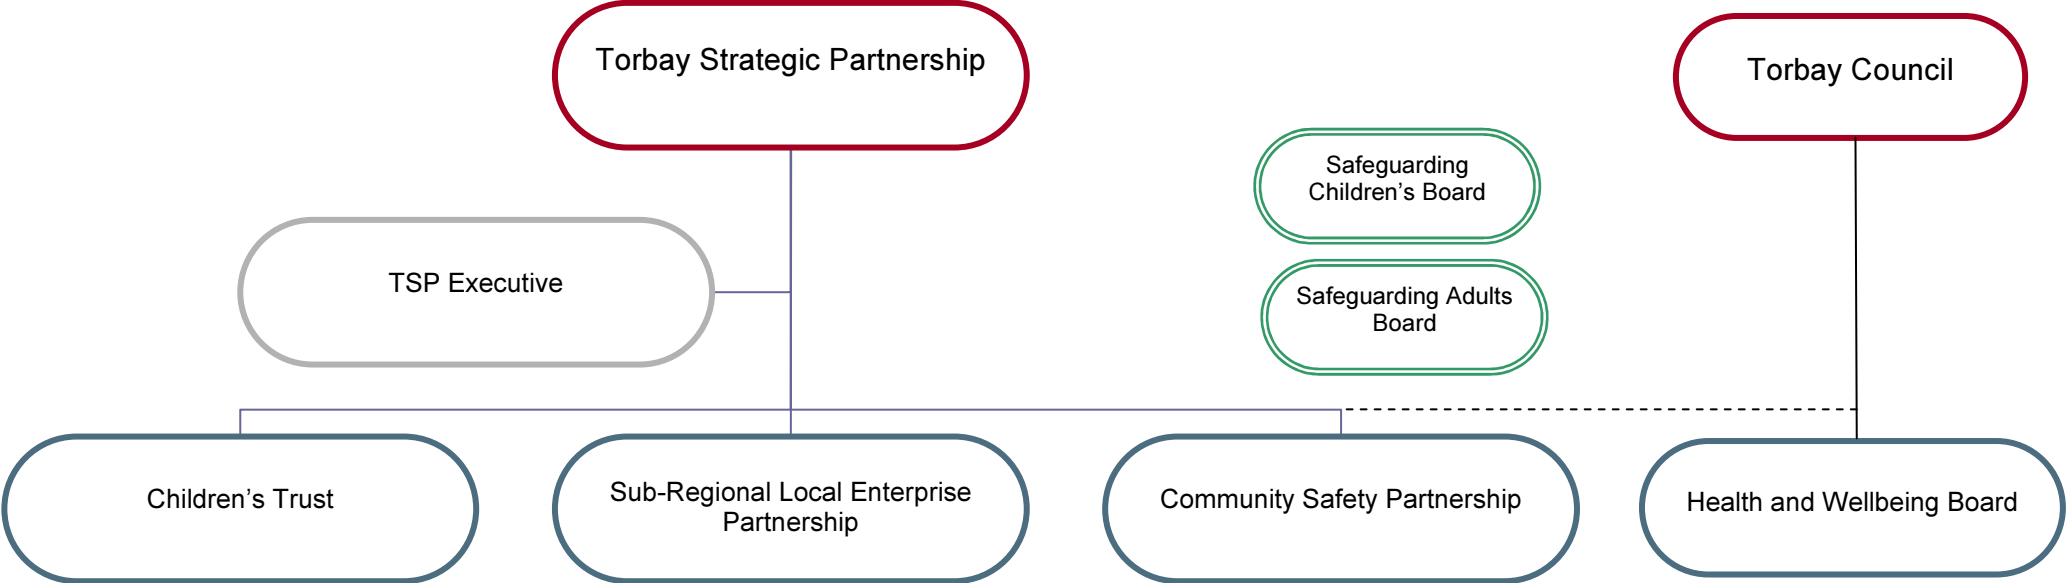 Torbay Strategic Partnership
Torbay Council
Safeguarding
Children’s Board
TSP Executive
Safeguarding Adults
Board
Children’s Trust
Sub-Regional Local Enterprise
Partnership
Community Safety Partnership
Health and Wellbeing Board